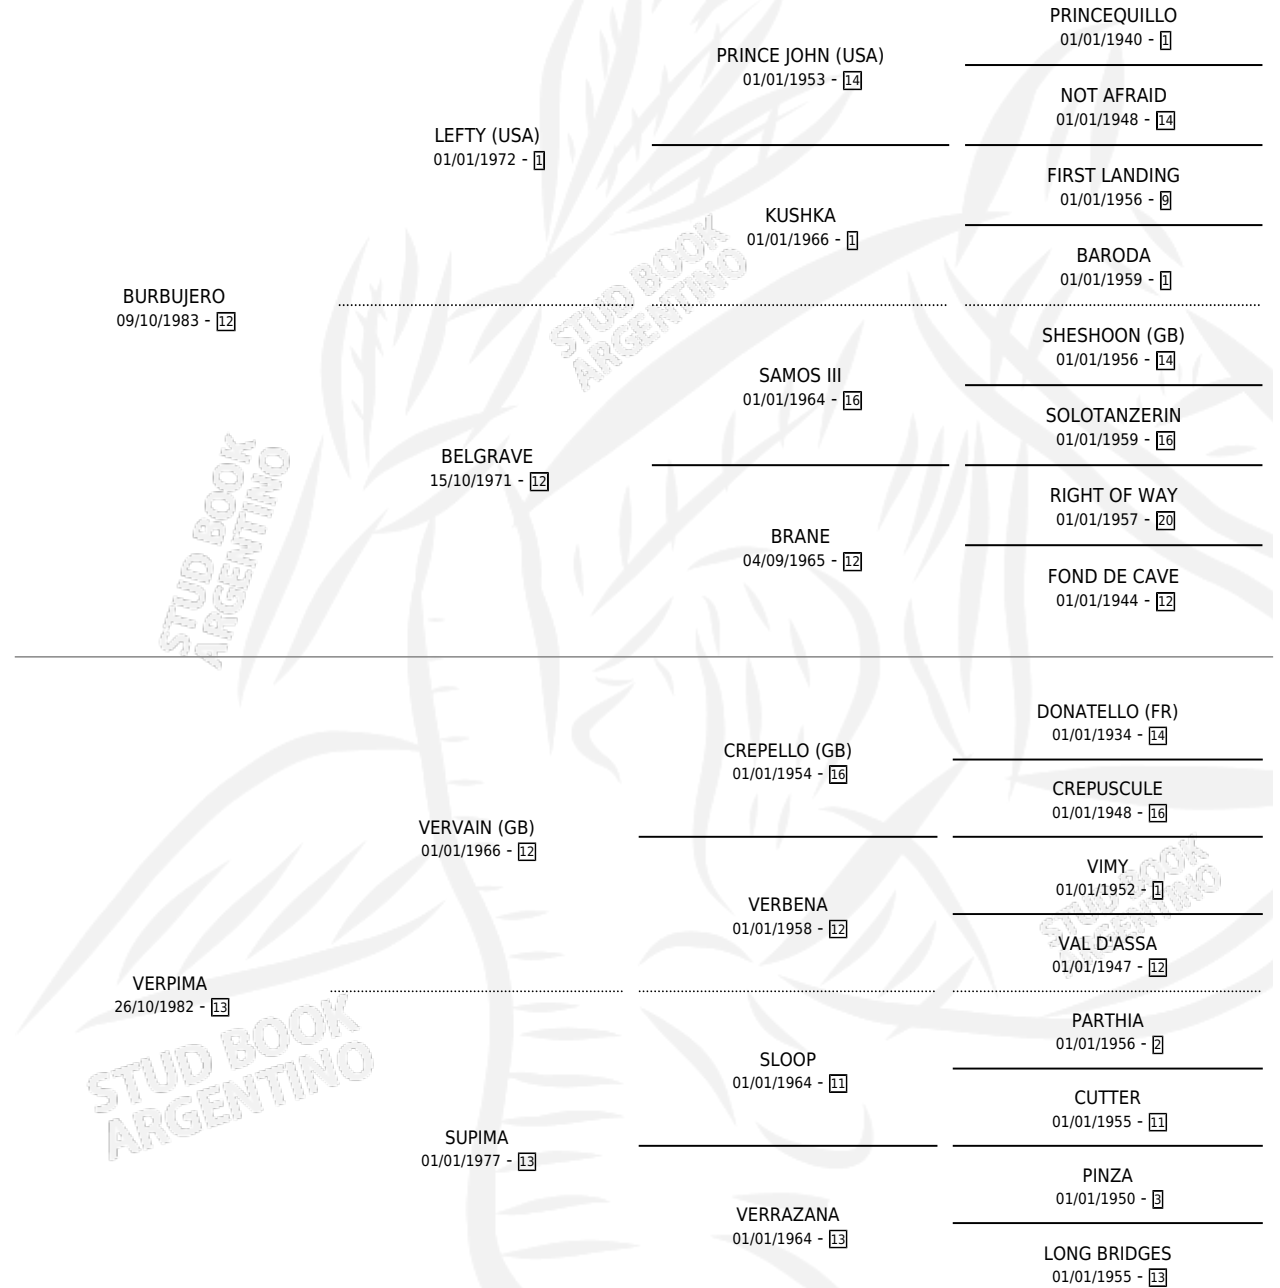 PRINCEQUILLO
01/01/1940 - 1
PRINCE JOHN (USA)
01/01/1953 - 14
NOT AFRAID
01/01/1948 - 14
LEFTY (USA)
01/01/1972 - 1
FIRST LANDING
01/01/1956 - 9
KUSHKA
01/01/1966 - 1
BARODA
01/01/1959 - 1
BURBUJERO
09/10/1983 - 12
SHESHOON (GB)
01/01/1956 - 14
SAMOS III
01/01/1964 - 16
SOLOTANZERIN
01/01/1959 - 16
BELGRAVE
15/10/1971 - 12
RIGHT OF WAY
01/01/1957 - 20
BRANE
04/09/1965 - 12
FOND DE CAVE
01/01/1944 - 12
STUD BOOK
ARGENTINO
STUD BOOK
ARGENTINO
DONATELLO (FR)
01/01/1934 - 14
CREPELLO (GB)
01/01/1954 - 16
CREPUSCULE
01/01/1948 - 16
VERVAIN (GB)
01/01/1966 - 12
VIMY
01/01/1952 - 1
VERBENA
01/01/1958 - 12
VAL D'ASSA
01/01/1947 - 12
VERPIMA
26/10/1982 - 13
PARTHIA
01/01/1956 - 2
SLOOP
01/01/1964 - 11
CUTTER
01/01/1955 - 11
SUPIMA
01/01/1977 - 13
PINZA
01/01/1950 - 3
VERRAZANA
01/01/1964 - 13
LONG BRIDGES
01/01/1955 - 13
STUD BOOK
ARGENTINO
STUD BOOK
ARGENTINO